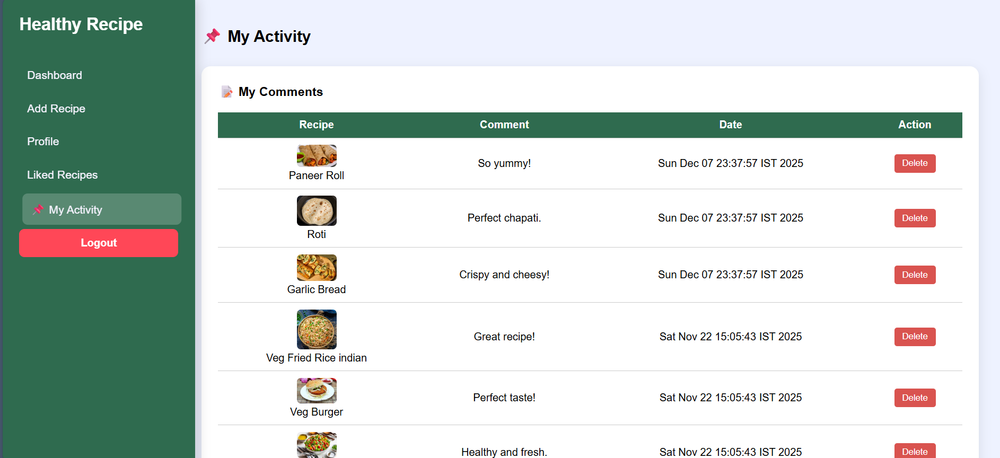 Healthy Recipe
Dashboard
Add Recipe
Profile
Liked Recipes
📌 My Activity
Logout
📌 My Activity
📝 My Comments
Recipe Comment Date Action
Paneer Roll So yummy! Sun Dec 07 23:37:57 IST 2025 Delete
Roti Perfect chapati. Sun Dec 07 23:37:57 IST 2025 Delete
Garlic Bread Crispy and cheesy! Sun Dec 07 23:37:57 IST 2025 Delete
Veg Fried Rice indian Great recipe! Sat Nov 22 15:05:43 IST 2025 Delete
Veg Burger Perfect taste! Sat Nov 22 15:05:43 IST 2025 Delete
Healthy and fresh. Sat Nov 22 15:05:43 IST 2025 Delete